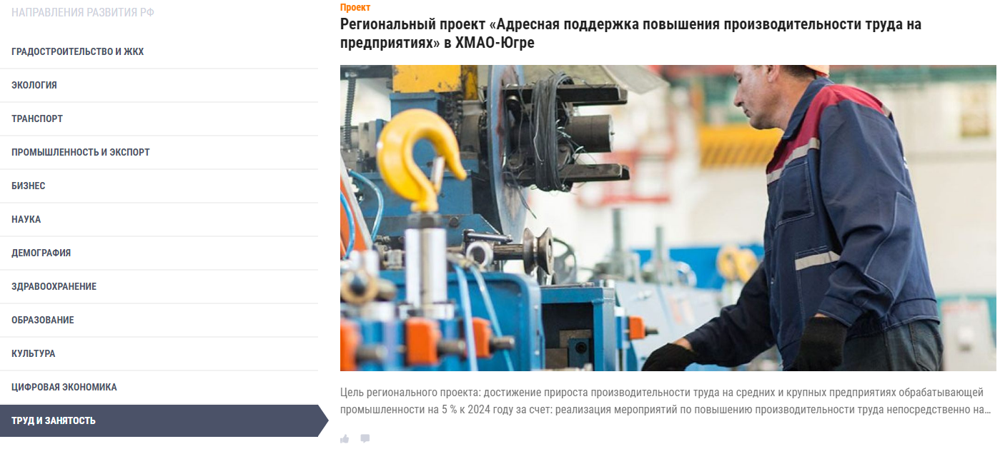 НАПРАВЛЕНИЯ РАЗВИТИЯ РФ
ГРАДОСТРОИТЕЛЬСТВО И ЖКХ
ЭКОЛОГИЯ
ТРАНСПОРТ
ПРОМЫШЛЕННОСТЬ И ЭКСПОРТ
БИЗНЕС
НАУКА
ДЕМОГРАФИЯ
ЗДРАВООХРАНЕНИЕ
ОБРАЗОВАНИЕ
КУЛЬТУРА
ЦИФРОВАЯ ЭКОНОМИКА
ТРУД И ЗАНЯТОСТЬ
Проект
Региональный проект «Адресная поддержка повышения производительности труда на
предприятиях» в ХМАО-Югре
Цель регионального проекта: достижение прироста производительности труда на средних и крупных предприятиях обрабатывающей
промышленности на 5 % к 2024 году за счет: реализация мероприятий по повышению производительности труда непосредственно на...